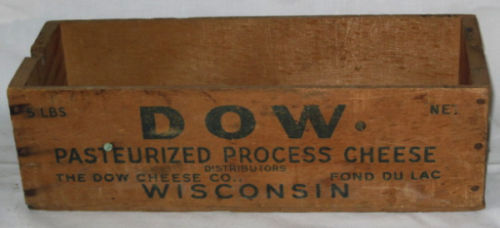 5 LBS DOW. NET.
PASTEURIZED PROCESS CHEESE
DISTRIBUTORS
THE DOW CHEESE CO.. FOND DU LAC
WISCONSIN